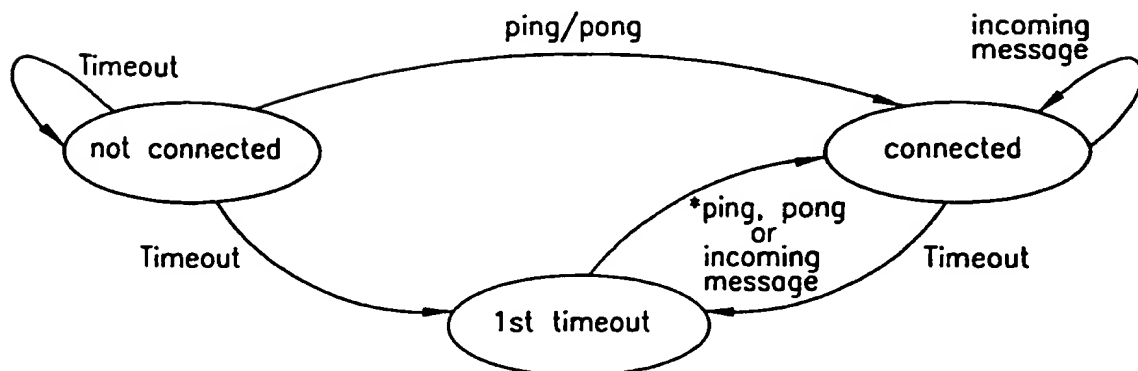 ping/pong
incoming
message
Timeout
not connected
connected
*ping, pong
or
incoming
message
Timeout
Timeout
1st timeout